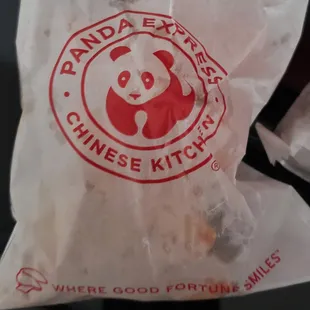 PANDA EXPRESS
CHINESE KITCHEN
®
WHERE GOOD FORTUNE SMILES